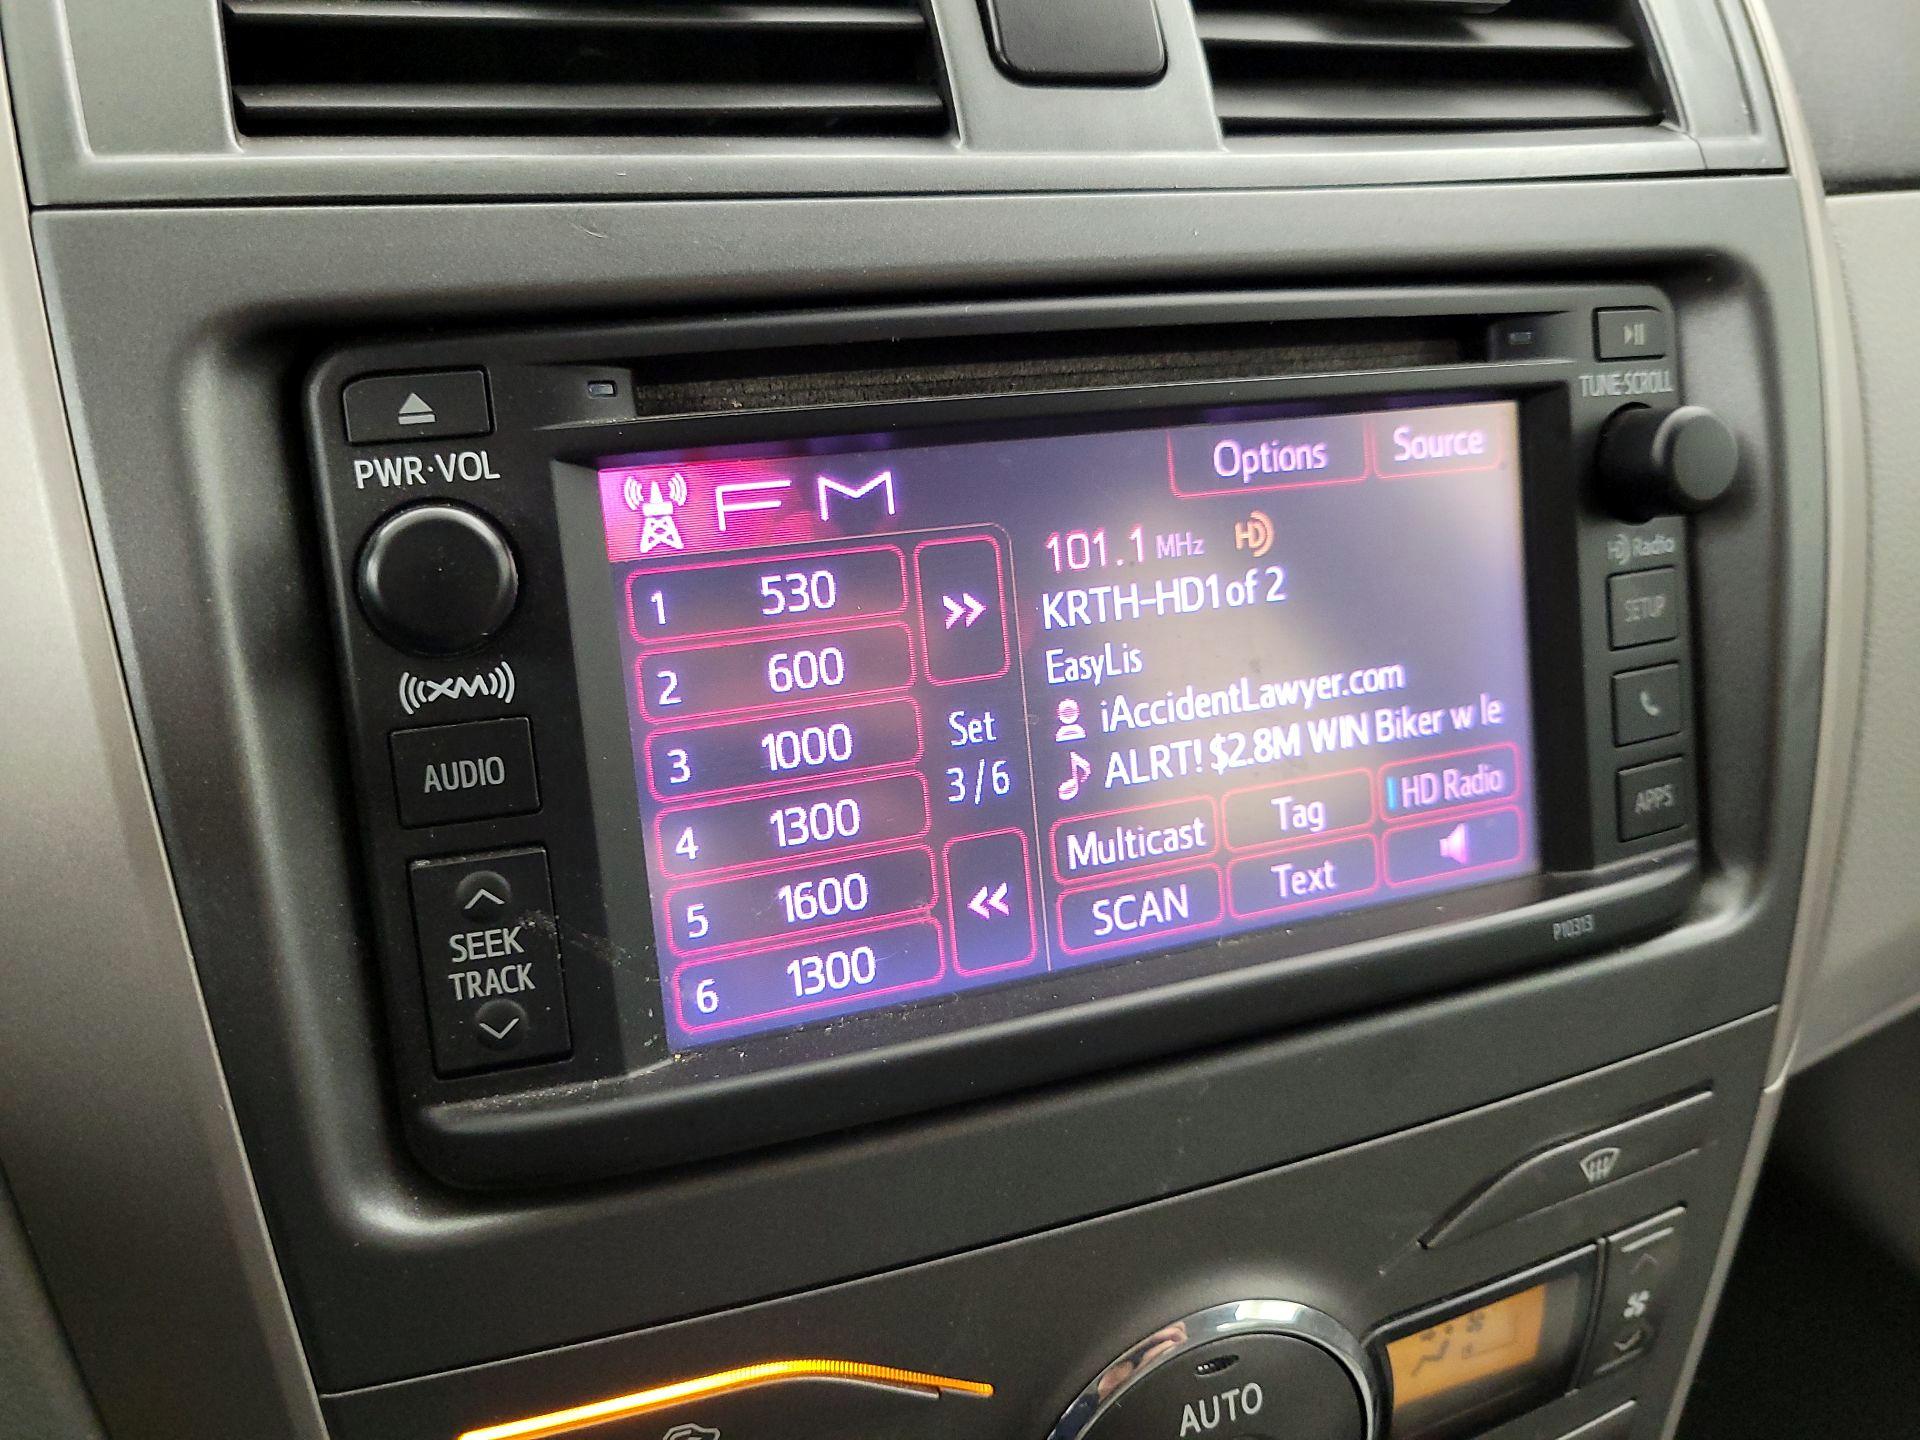 PWR·VOL
((XM))
AUDIO
SEEK
TRACK
FM
Options
Source
1 530
2 600
3 1000
4 1300
5 1600
6 1300
>>
Set
3/6
<<
101.1 MHz HD
KRTH-HD1 of 2
EasyLis
iAccidentLawyer.com
ALRT! $2.8M WIN Biker w le
Multicast
Tag
HD Radio
SCAN
Text
TUNE·SCROLL
HD Radio
SETUP
APPS
P10313
AUTO